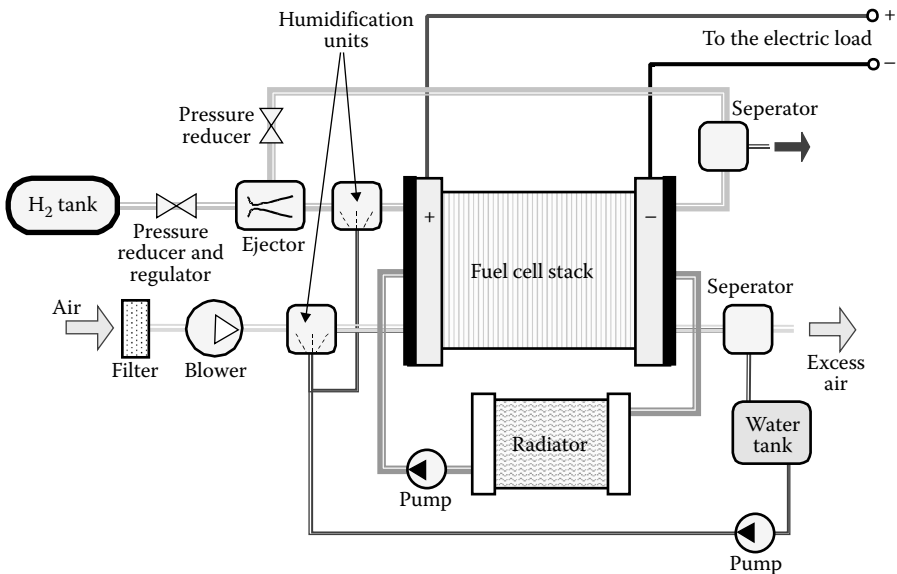 Humidification
units
+
To the electric load
−
Pressure
reducer
Seperator
H₂ tank
+
−
Ejector
Pressure
reducer and
regulator
Fuel cell stack
Air
Seperator
Filter
Blower
Excess
air
Radiator
Water
tank
Pump
Pump